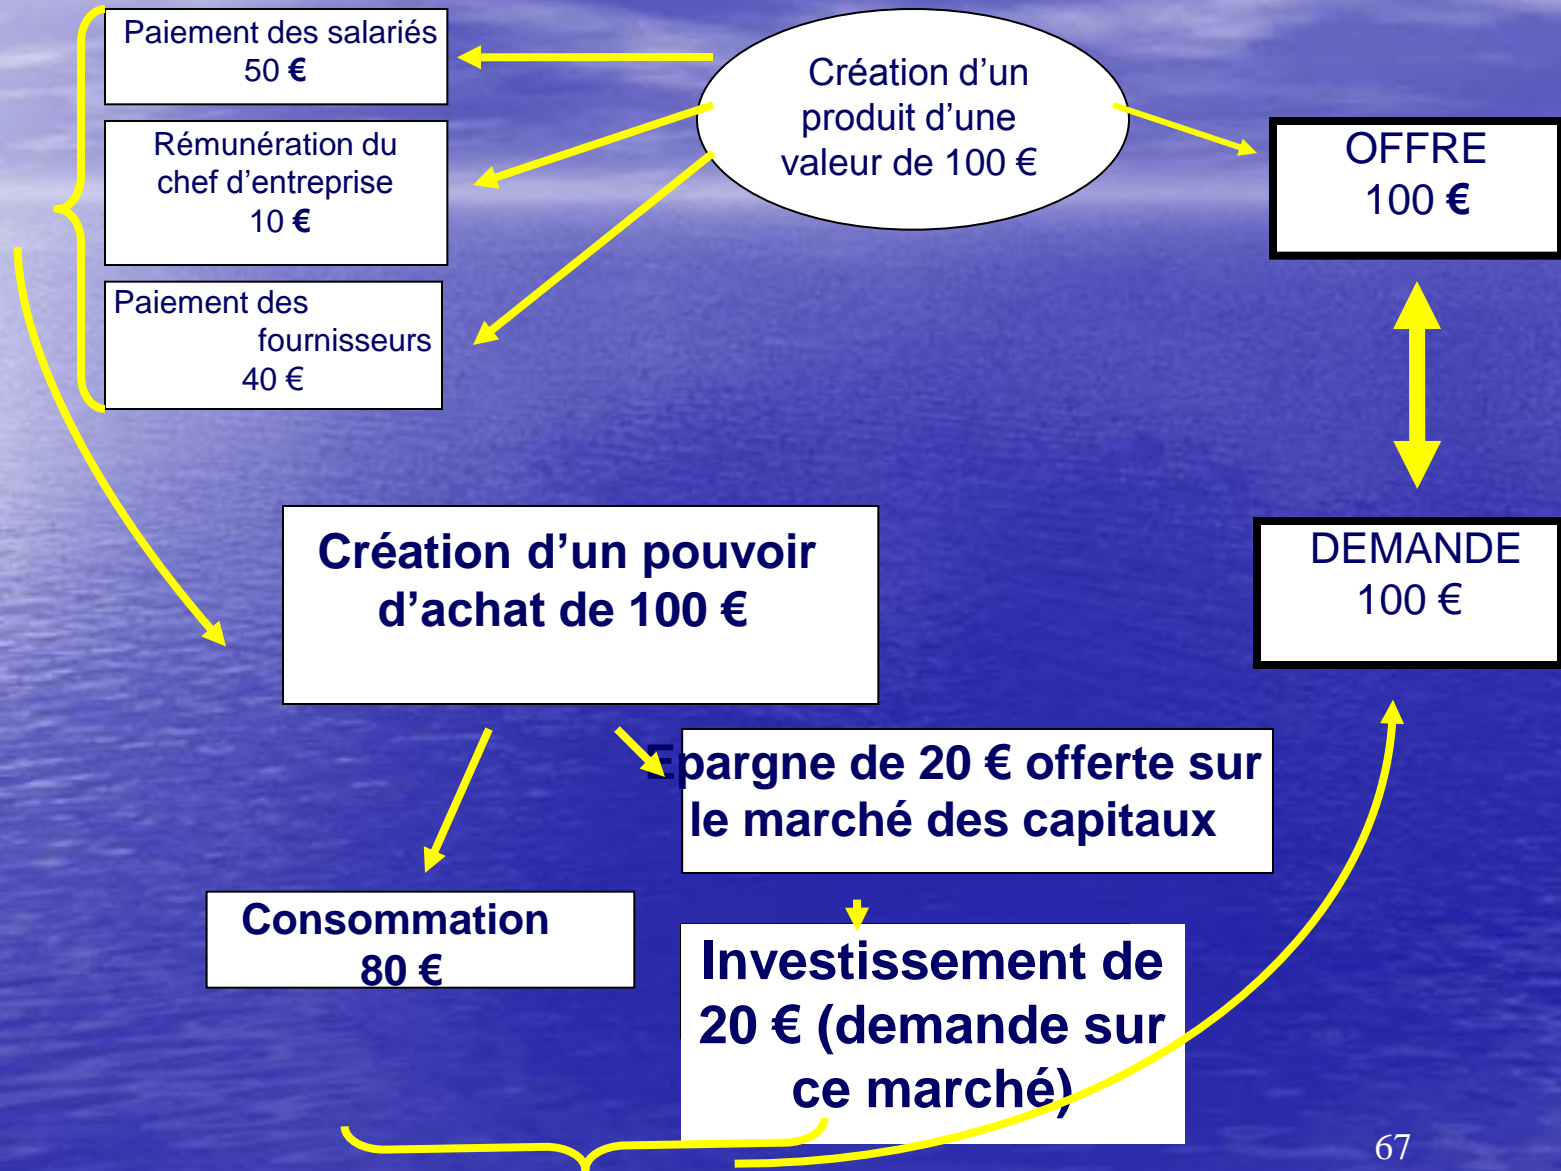 Paiement des salariés
50 €
Rémunération du
chef d’entreprise
10 €
Paiement des
fournisseurs
40 €
Création d’un
produit d’une
valeur de 100 €
OFFRE
100 €
Création d’un pouvoir
d’achat de 100 €
DEMANDE
100 €
Epargne de 20 € offerte sur
le marché des capitaux
Consommation
80 €
Investissement de
20 € (demande sur
ce marché)
67